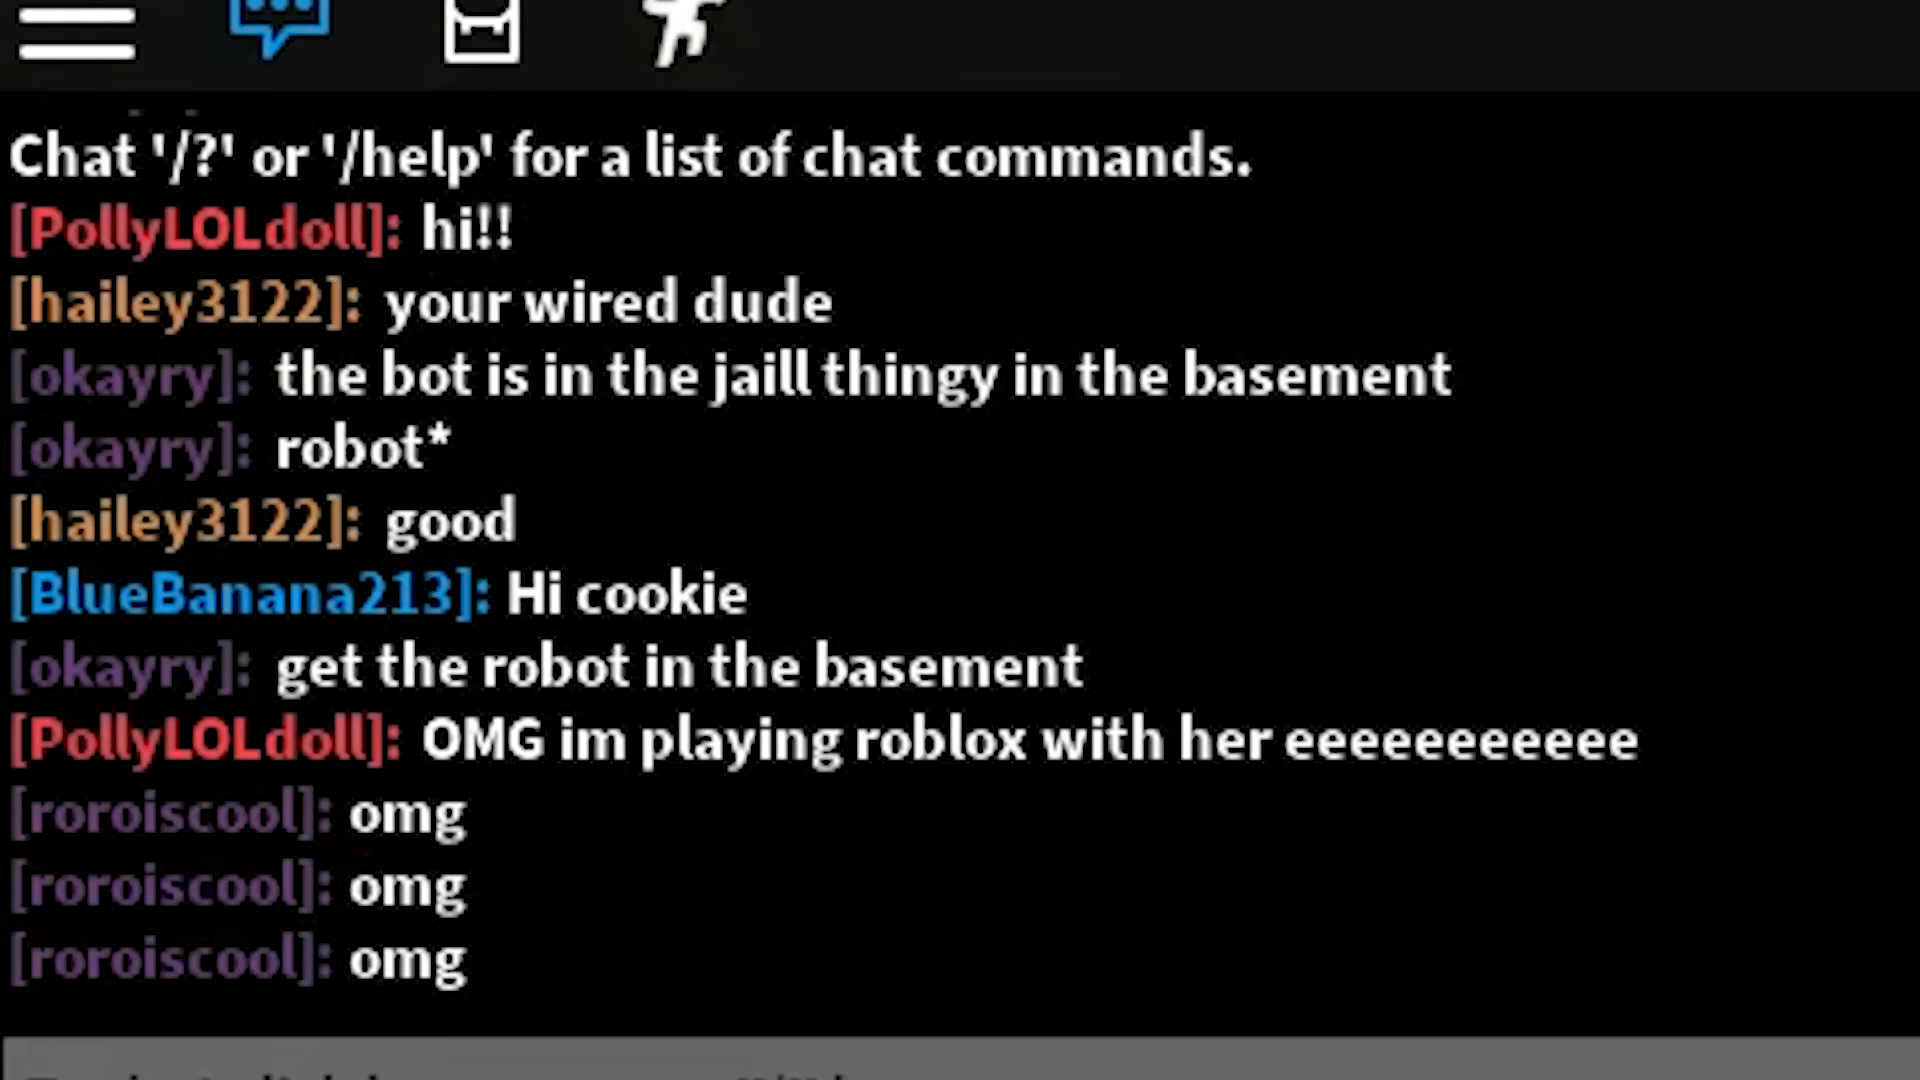 Chat '/?' or '/help' for a list of chat commands.
[PollyLOLdoll]: hi!!
[hailey3122]: your wired dude
[okayry]: the bot is in the jaill thingy in the basement
[okayry]: robot*
[hailey3122]: good
[BlueBanana213]: Hi cookie
[okayry]: get the robot in the basement
[PollyLOLdoll]: OMG im playing roblox with her eeeeeeeeeee
[roroiscool]: omg
[roroiscool]: omg
[roroiscool]: omg